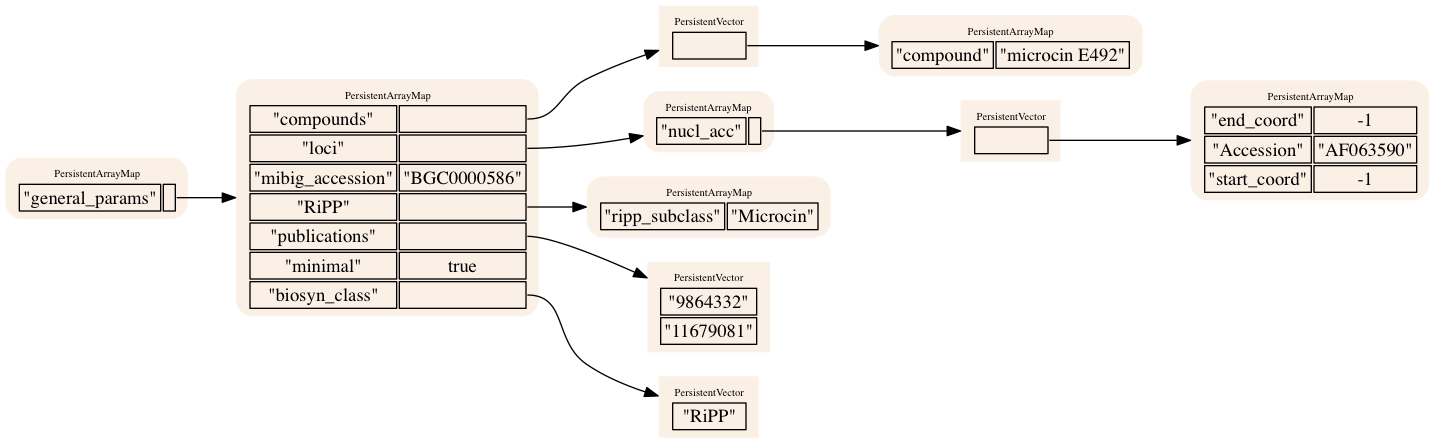 PersistentArrayMap
"general_params"
PersistentArrayMap
"compounds"
"loci"
"mibig_accession" "BGC0000586"
"RiPP"
"publications"
"minimal" true
"biosyn_class"
PersistentVector
PersistentArrayMap
"compound" "microcin E492"
PersistentArrayMap
"nucl_acc"
PersistentVector
PersistentArrayMap
"end_coord" -1
"Accession" "AF063590"
"start_coord" -1
PersistentArrayMap
"ripp_subclass" "Microcin"
PersistentVector
"9864332"
"11679081"
PersistentVector
"RiPP"